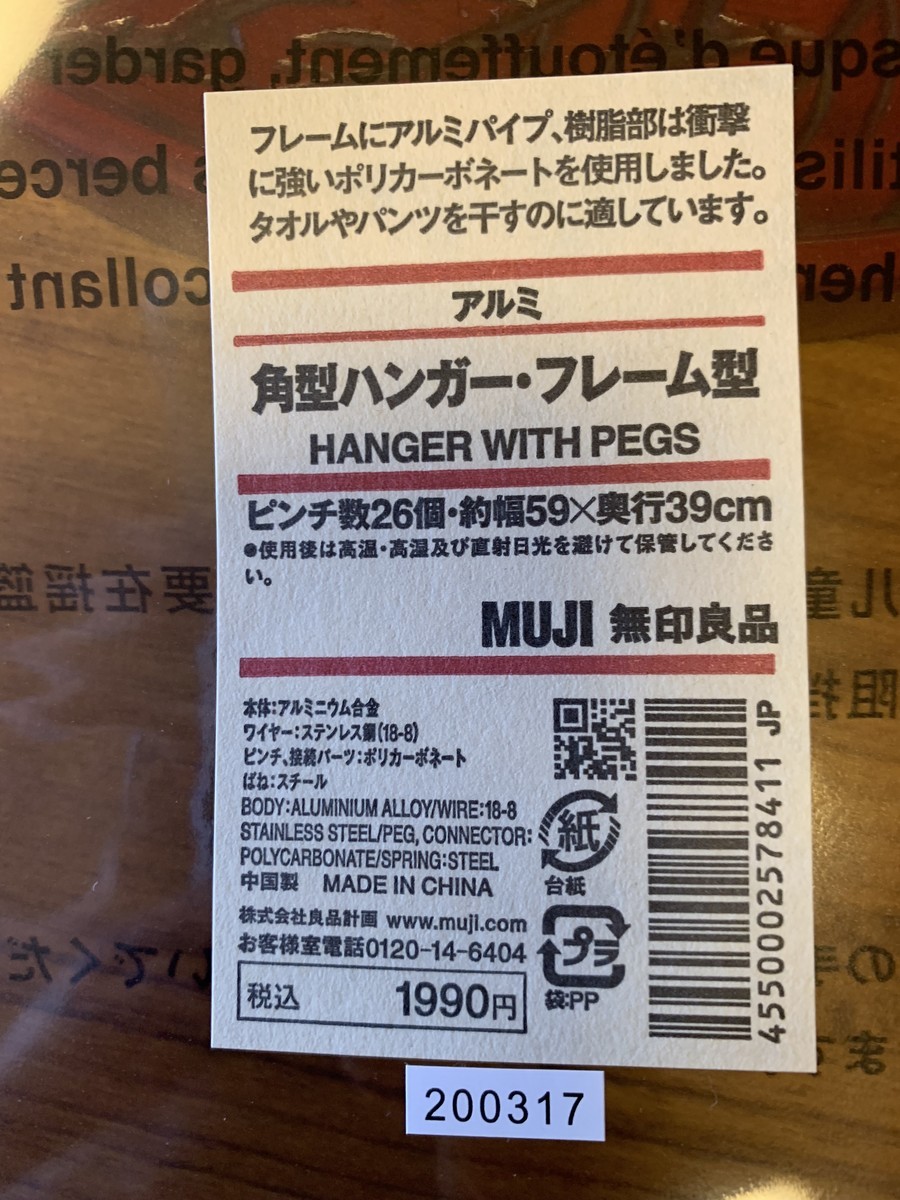 フレームにアルミパイプ、樹脂部は衝撃
に強いポリカーボネートを使用しました。
タオルやパンツを干すのに適しています。
アルミ
角型ハンガー・フレーム型
HANGER WITH PEGS
ピンチ数26個・約幅59×奥行39cm
●使用後は高温・高湿及び直射日光を避けて保管してくださ
い。
MUJI 無印良品
本体:アルミニウム合金
ワイヤー:ステンレス鋼(18-8)
ピンチ、接続パーツ:ポリカーボネート
ばね:スチール
BODY:ALUMINIUM ALLOY/WIRE:18-8
STAINLESS STEEL/PEG, CONNECTOR:
POLYCARBONATE/SPRING:STEEL
中国製 MADE IN CHINA
株式会社良品計画 www.muji.com
お客様室電話0120-14-6404
税込 1990円
紙
台紙
プラ
袋:PP
4550002578411 JP
200317
sque d'étouffement, garder
collant